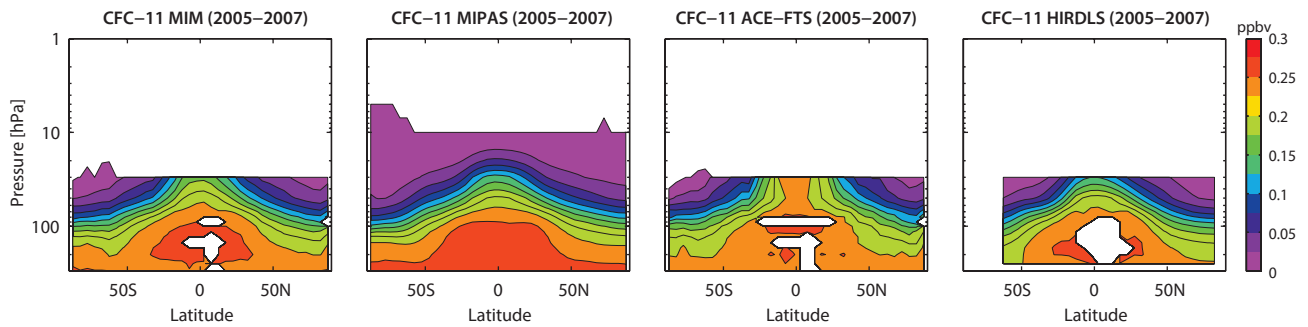 CFC−11 MIM (2005−2007) CFC−11 MIPAS (2005−2007) CFC−11 ACE−FTS (2005−2007) CFC−11 HIRDLS (2005−2007)
ppbv
1
10
100
Pressure [hPa]
0.3
0.25
0.2
0.15
0.1
0.05
0
50S 0 50N 50S 0 50N 50S 0 50N 50S 0 50N
Latitude Latitude Latitude Latitude